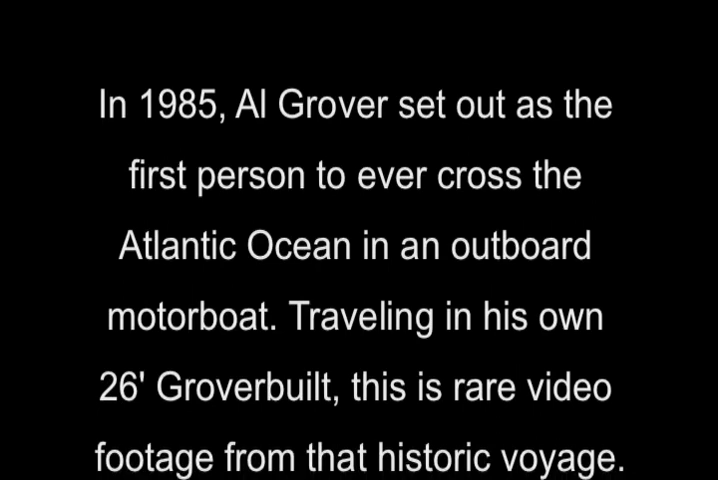 In 1985, Al Grover set out as the
first person to ever cross the
Atlantic Ocean in an outboard
motorboat. Traveling in his own
26' Groverbuilt, this is rare video
footage from that historic voyage.